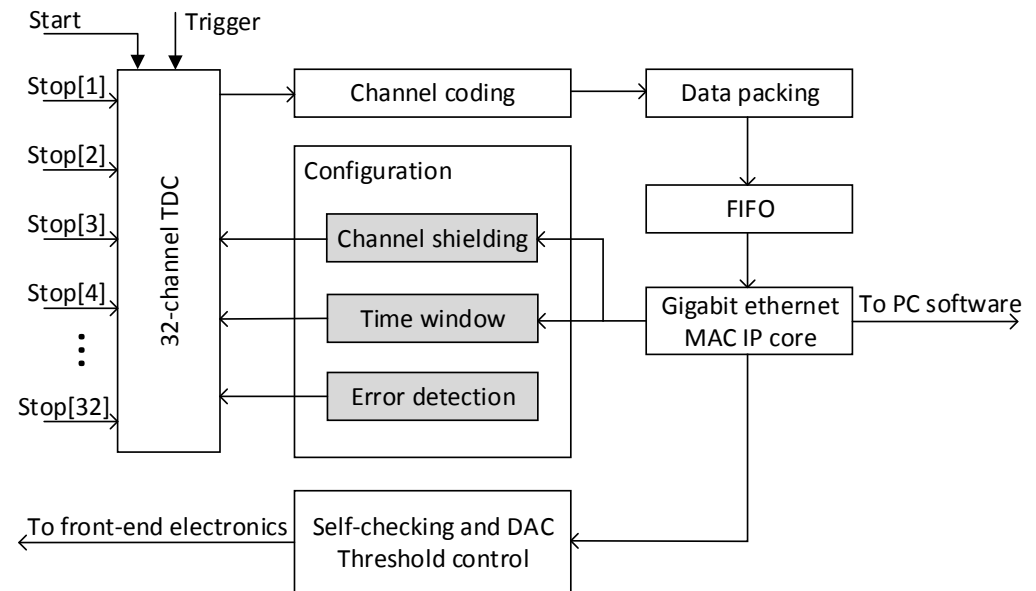 Start
Trigger
Stop[1]
Stop[2]
Stop[3]
Stop[4]
Stop[32]
32-channel TDC
Channel coding
Data packing
Configuration
Channel shielding
Time window
Error detection
FIFO
Gigabit ethernet
MAC IP core
To PC software
To front-end electronics
Self-checking and DAC
Threshold control